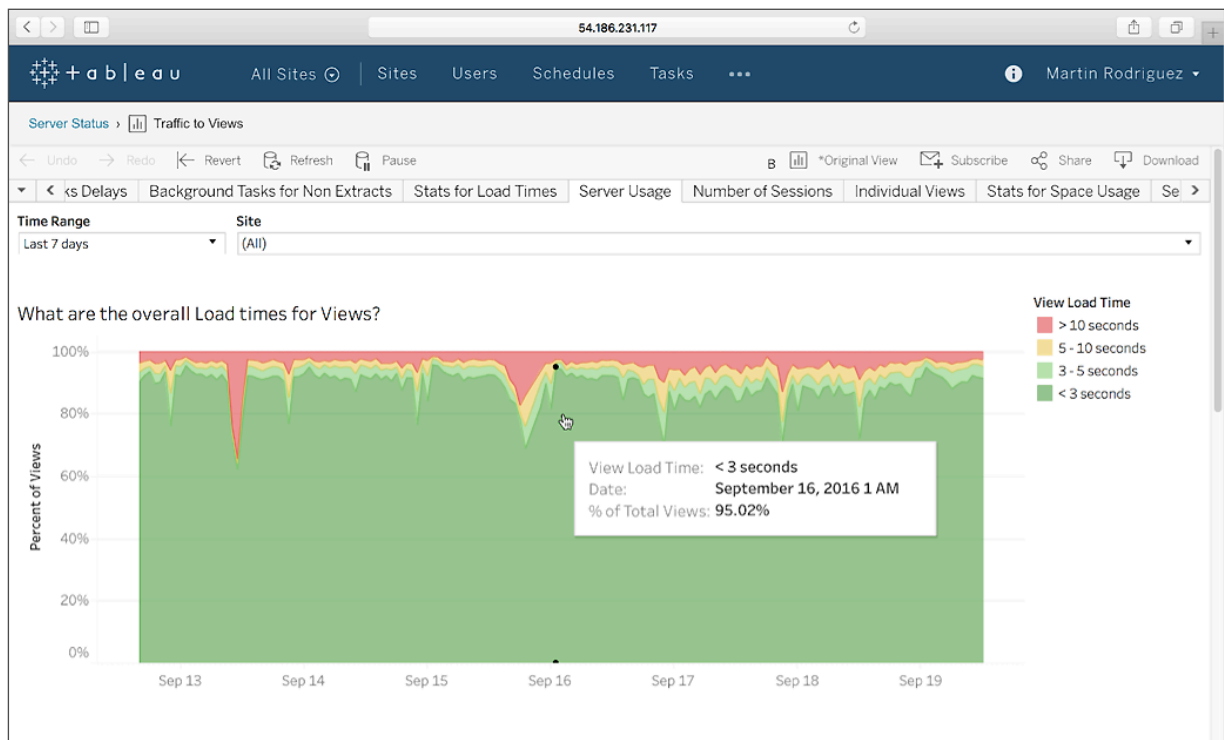 54.186.231.117
+ a b | e a u All Sites Sites Users Schedules Tasks ••• Martin Rodriguez
Server Status › Traffic to Views
Undo Redo Revert Refresh Pause B *Original View Subscribe Share Download
ks Delays Background Tasks for Non Extracts Stats for Load Times Server Usage Number of Sessions Individual Views Stats for Space Usage Se
Time Range Site
Last 7 days (All)
What are the overall Load times for Views?
View Load Time
> 10 seconds
5 - 10 seconds
3 - 5 seconds
< 3 seconds
Percent of Views
100%
80%
60%
40%
20%
0%
View Load Time: < 3 seconds
Date: September 16, 2016 1 AM
% of Total Views: 95.02%
Sep 13 Sep 14 Sep 15 Sep 16 Sep 17 Sep 18 Sep 19